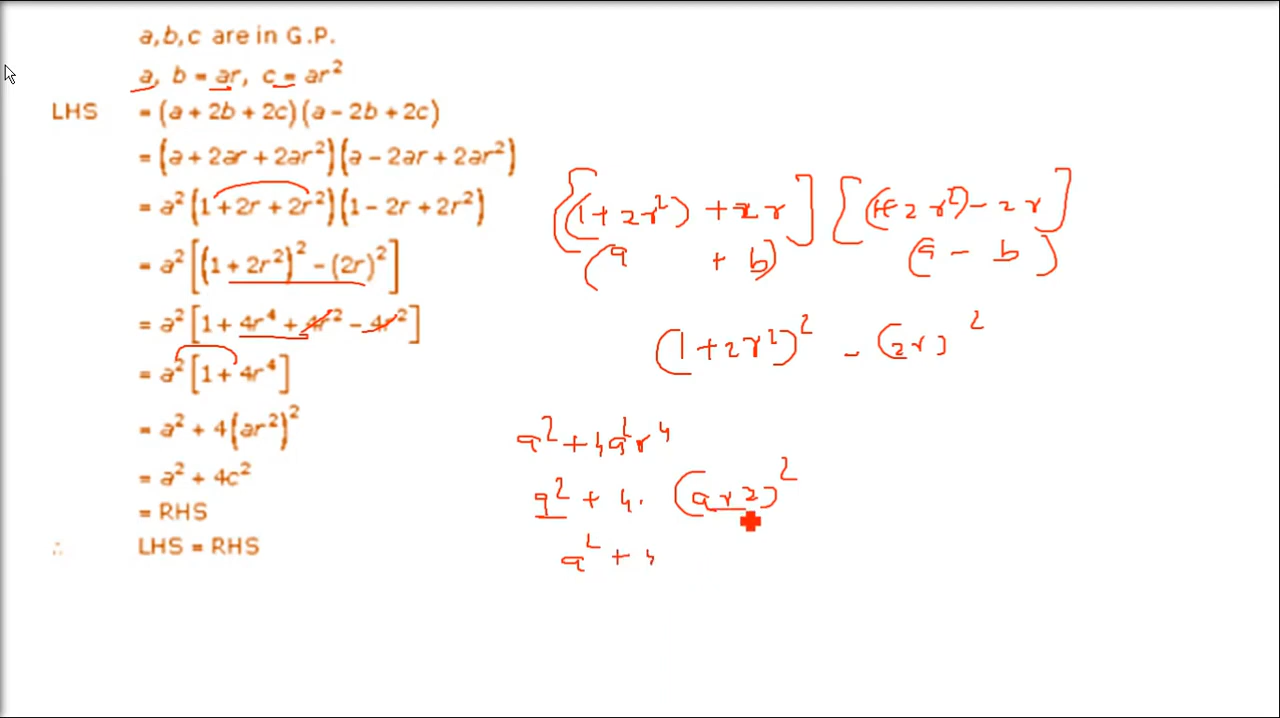 a, b, c are in G.P.
a, b = ar, c = ar²
LHS = (a + 2b + 2c)(a - 2b + 2c)
= (a + 2ar + 2ar²)(a - 2ar + 2ar²)
= a²(1 + 2r + 2r²)(1 - 2r + 2r²)
= a²[(1 + 2r²)² - (2r)²]
= a²[1 + 4r⁴ + 4r² - 4r²]
= a²[1 + 4r⁴]
= a² + 4(ar²)²
= a² + 4c²
= RHS
∴ LHS = RHS
[(1 + 2r²) + 2r] [(1 + 2r²) - 2r]
(a + b) (a - b)
(1 + 2r²)² - (2r)²
a² + 4a²r⁴
a² + 4. (ar2)²
a² + 4